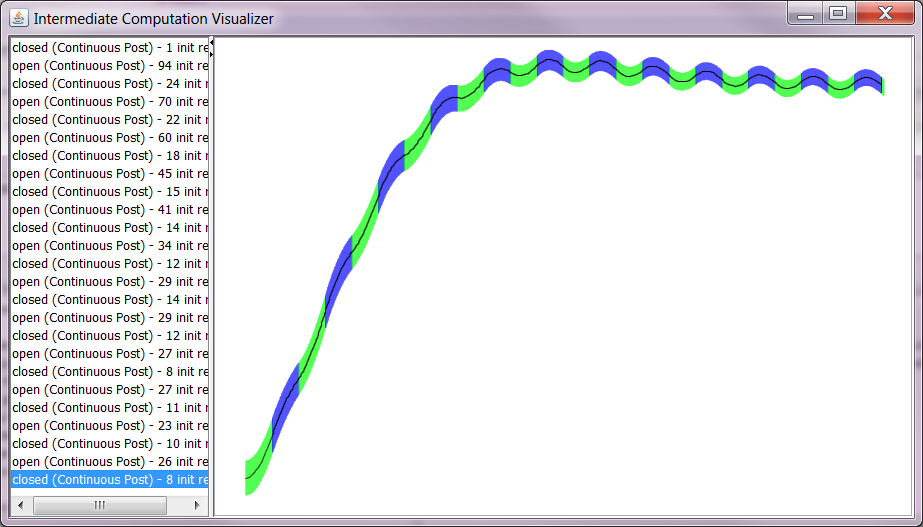 Intermediate Computation Visualizer
closed (Continuous Post) - 1 init re
open (Continuous Post) - 94 init re
closed (Continuous Post) - 24 init r
open (Continuous Post) - 70 init re
closed (Continuous Post) - 22 init r
open (Continuous Post) - 60 init re
closed (Continuous Post) - 18 init r
open (Continuous Post) - 45 init re
closed (Continuous Post) - 15 init r
open (Continuous Post) - 41 init re
closed (Continuous Post) - 14 init r
open (Continuous Post) - 34 init re
closed (Continuous Post) - 12 init r
open (Continuous Post) - 29 init re
closed (Continuous Post) - 14 init r
open (Continuous Post) - 29 init re
closed (Continuous Post) - 12 init r
open (Continuous Post) - 27 init re
closed (Continuous Post) - 8 init re
open (Continuous Post) - 27 init re
closed (Continuous Post) - 11 init r
open (Continuous Post) - 23 init re
closed (Continuous Post) - 10 init r
open (Continuous Post) - 26 init re
closed (Continuous Post) - 8 init re